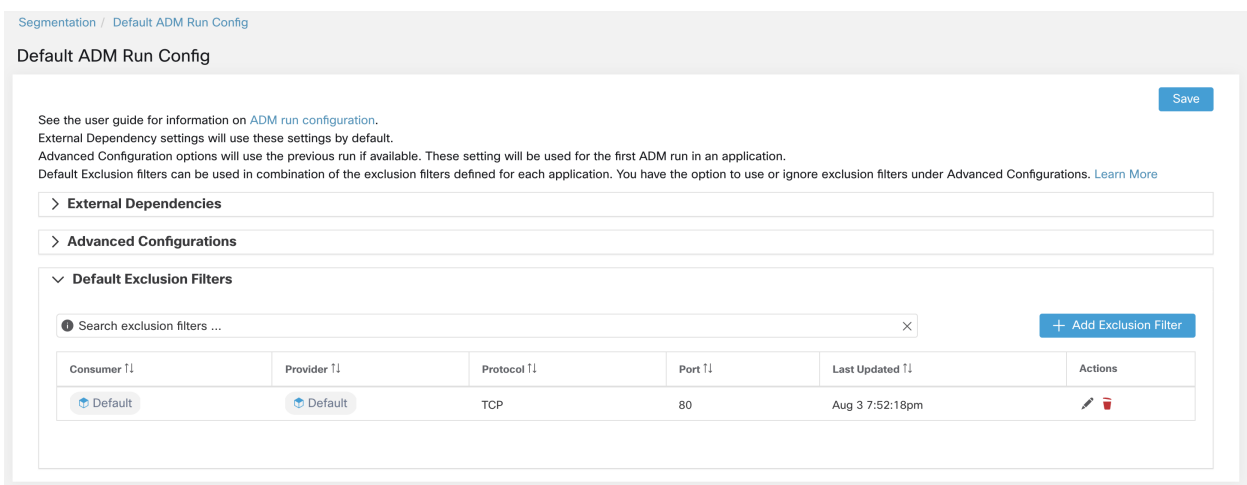 Segmentation / Default ADM Run Config
Default ADM Run Config
Save
See the user guide for information on ADM run configuration.
External Dependency settings will use these settings by default.
Advanced Configuration options will use the previous run if available. These setting will be used for the first ADM run in an application.
Default Exclusion filters can be used in combination of the exclusion filters defined for each application. You have the option to use or ignore exclusion filters under Advanced Configurations. Learn More
External Dependencies
Advanced Configurations
Default Exclusion Filters
Search exclusion filters ...
Add Exclusion Filter
Consumer Provider Protocol Port Last Updated Actions
Default Default TCP 80 Aug 3 7:52:18pm